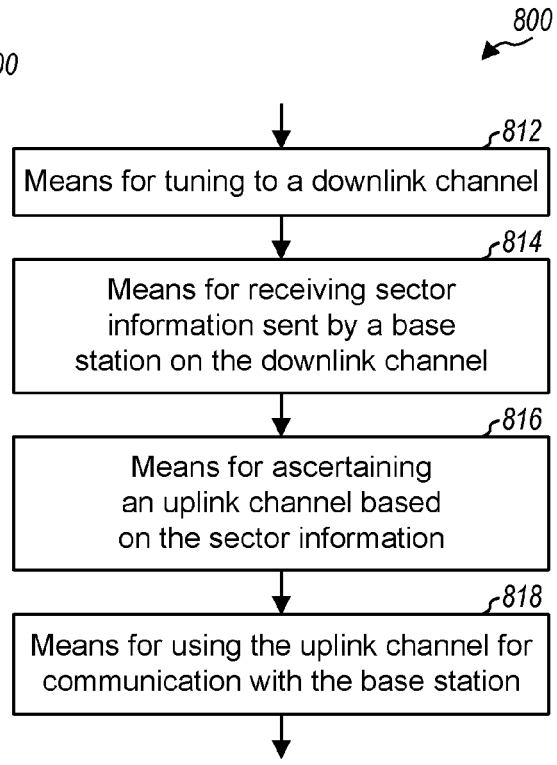 800
00
812
Means for tuning to a downlink channel
814
Means for receiving sector
information sent by a base
station on the downlink channel
816
Means for ascertaining
an uplink channel based
on the sector information
818
Means for using the uplink channel for
communication with the base station